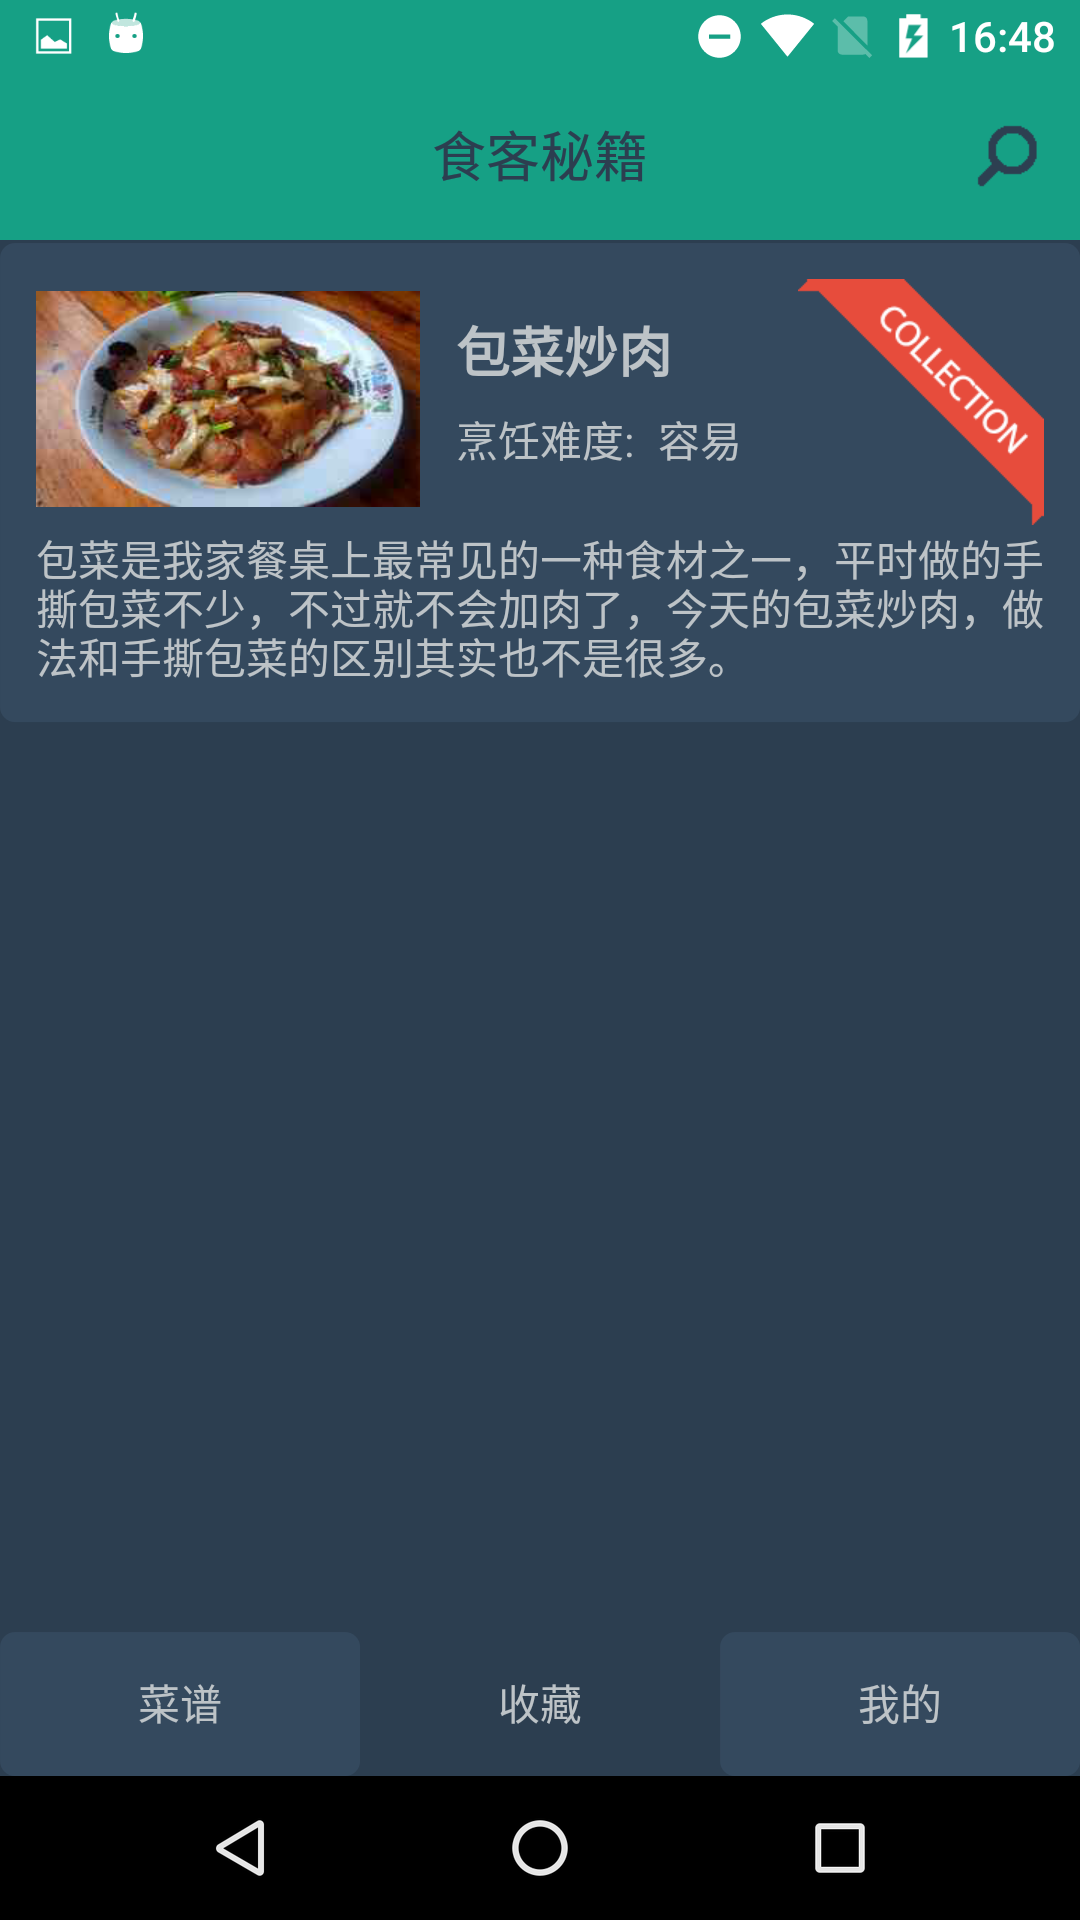 16:48
食客秘籍
包菜炒肉
COLLECTION
烹饪难度: 容易
包菜是我家餐桌上最常见的一种食材之一，平时做的手
撕包菜不少，不过就不会加肉了，今天的包菜炒肉，做
法和手撕包菜的区别其实也不是很多。
菜谱
收藏
我的